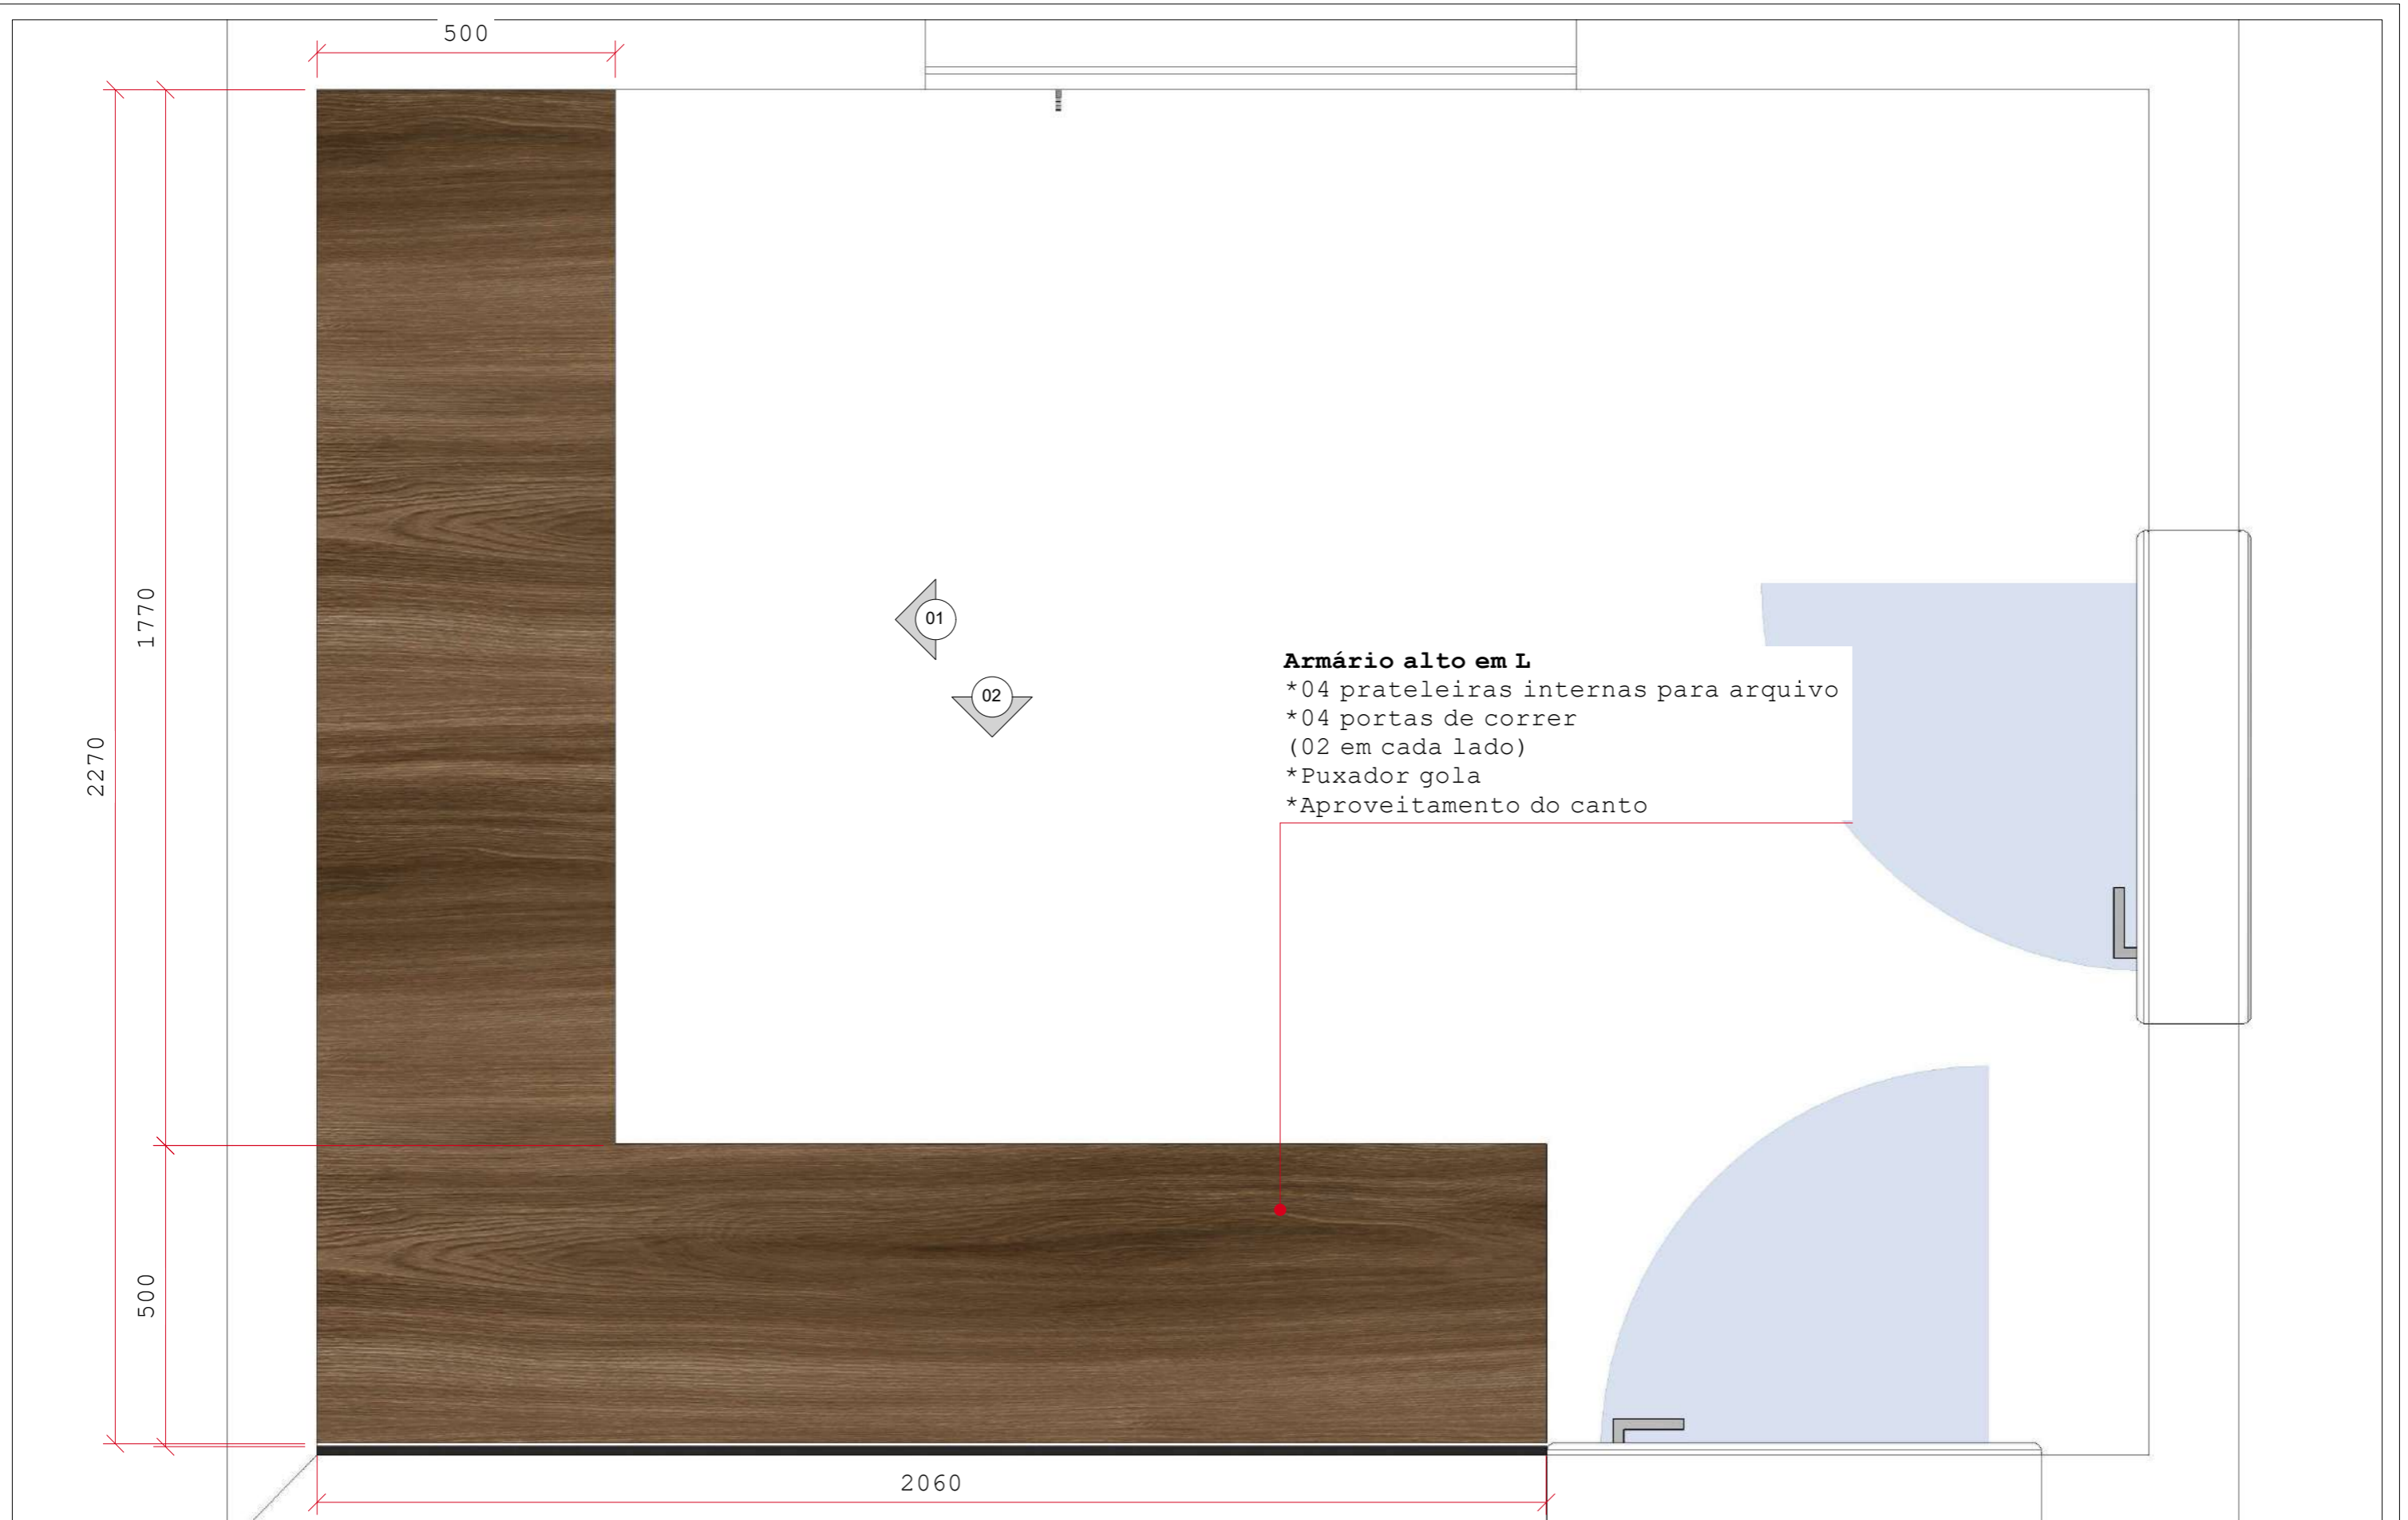 500
1770
2270
01
02
Armário alto em L
*04 prateleiras internas para arquivo
*04 portas de correr
(02 em cada lado)
*Puxador gola
*Aproveitamento do canto
500
2060